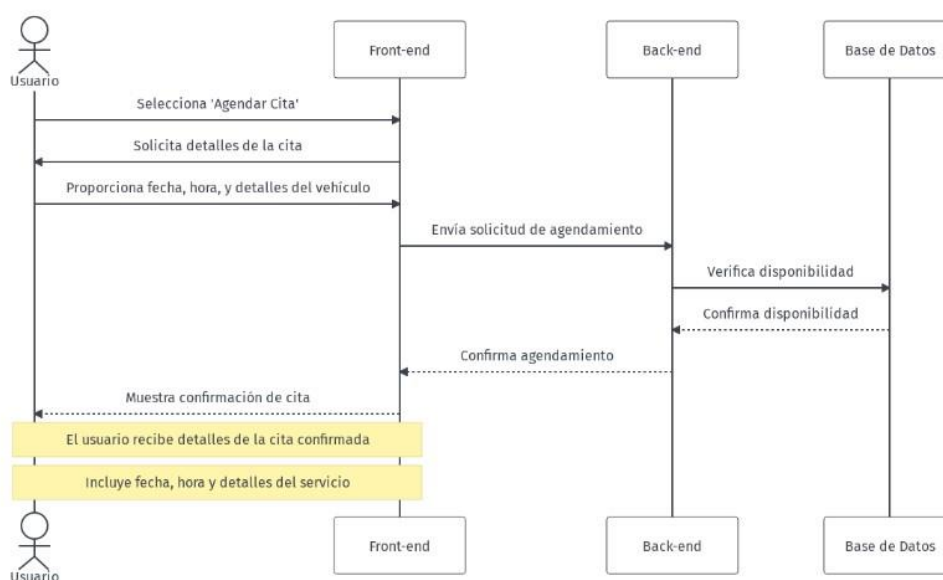 Usuario
Front-end
Back-end
Base de Datos
Selecciona 'Agendar Cita'
Solicita detalles de la cita
Proporciona fecha, hora, y detalles del vehículo
Envía solicitud de agendamiento
Verifica disponibilidad
Confirma disponibilidad
Confirma agendamiento
Muestra confirmación de cita
El usuario recibe detalles de la cita confirmada
Incluye fecha, hora y detalles del servicio
Usuario
Front-end
Back-end
Base de Datos